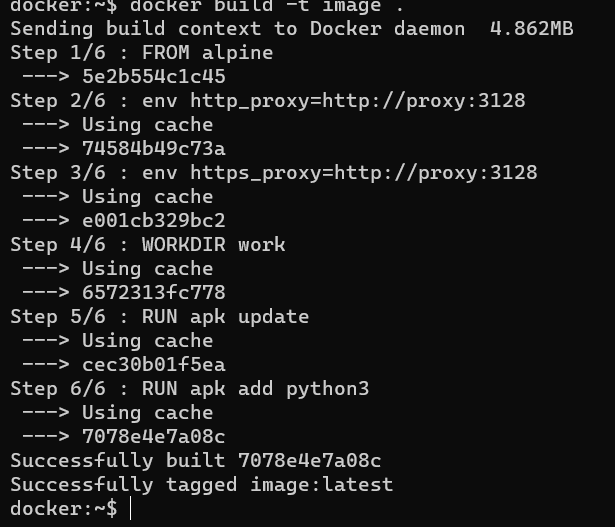 docker:~$ docker build -t image .
Sending build context to Docker daemon  4.862MB
Step 1/6 : FROM alpine
 ---> 5e2b554c1c45
Step 2/6 : env http_proxy=http://proxy:3128
 ---> Using cache
 ---> 74584b49c73a
Step 3/6 : env https_proxy=http://proxy:3128
 ---> Using cache
 ---> e001cb329bc2
Step 4/6 : WORKDIR work
 ---> Using cache
 ---> 6572313fc778
Step 5/6 : RUN apk update
 ---> Using cache
 ---> cec30b01f5ea
Step 6/6 : RUN apk add python3
 ---> Using cache
 ---> 7078e4e7a08c
Successfully built 7078e4e7a08c
Successfully tagged image:latest
docker:~$